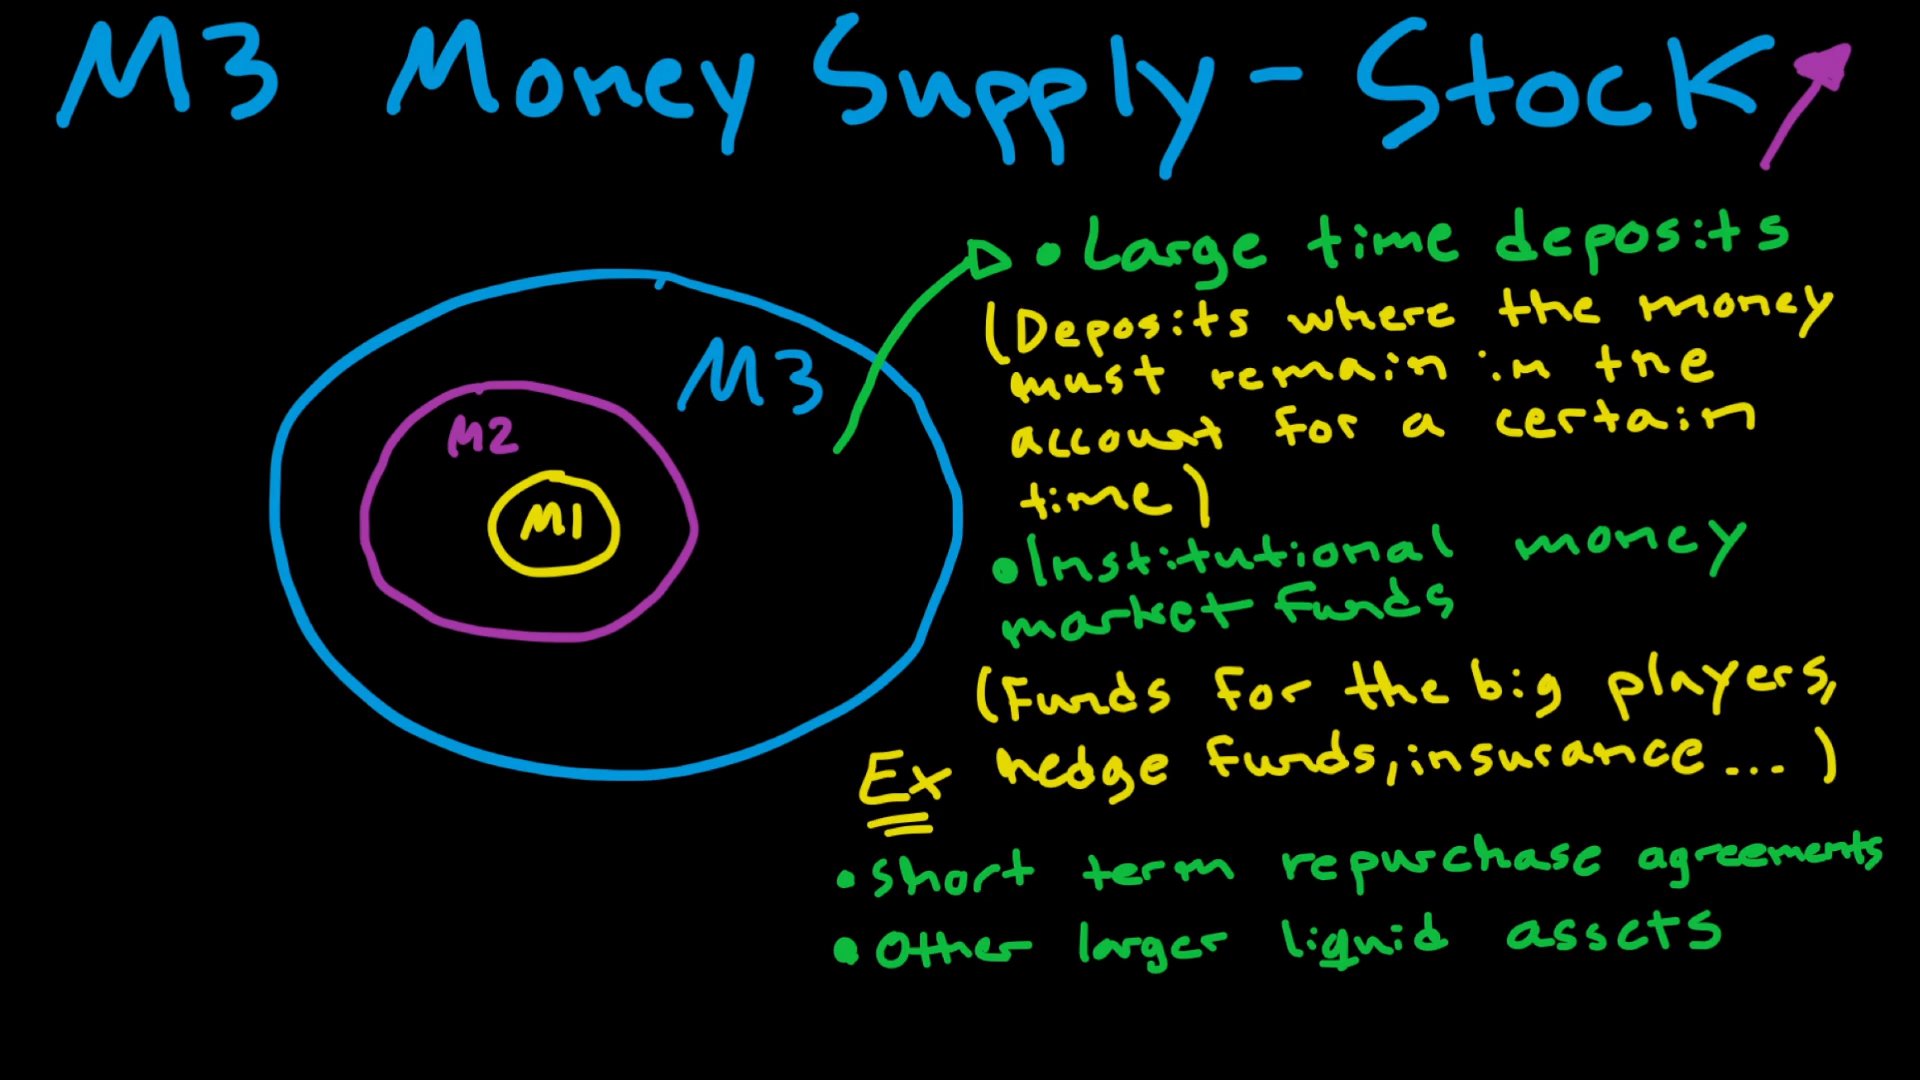 M3 Money Supply - Stock
M3
M2
M1
• Large time deposits
(Deposits where the money
must remain in the
account for a certain
time)
• Institutional money
market funds
(Funds for the big players,
Ex hedge funds, insurance ... )
• Short term repurchase agreements
• Other larger liquid assets